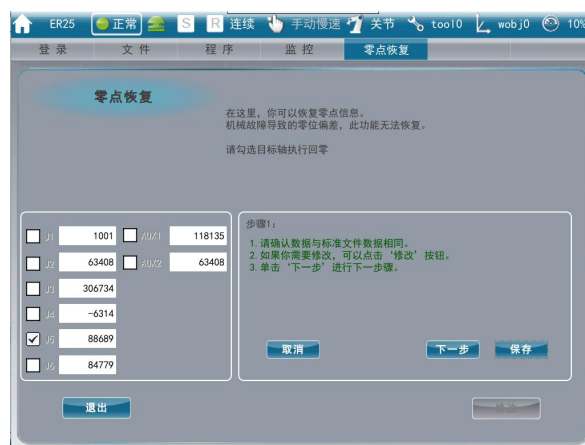 ER25 正常 S R 连续 手动慢速 关节 tool0 wobj0 10%
登录 文件 程序 监控 零点恢复
零点恢复
在这里，你可以恢复零点信息。
机械故障导致的零位偏差，此功能无法恢复。
请勾选目标轴执行回零
J1 1001 AUX1 118135
J2 63408 AUX2 63408
J3 306734
J4 -6314
J5 88689
J6 84779
步骤1:
1.请确认数据与标准文件数据相同。
2.如果你需要修改，可以点击‘修改’按钮。
3.单击‘下一步’进行下一步骤。
取消 下一步 保存
退出